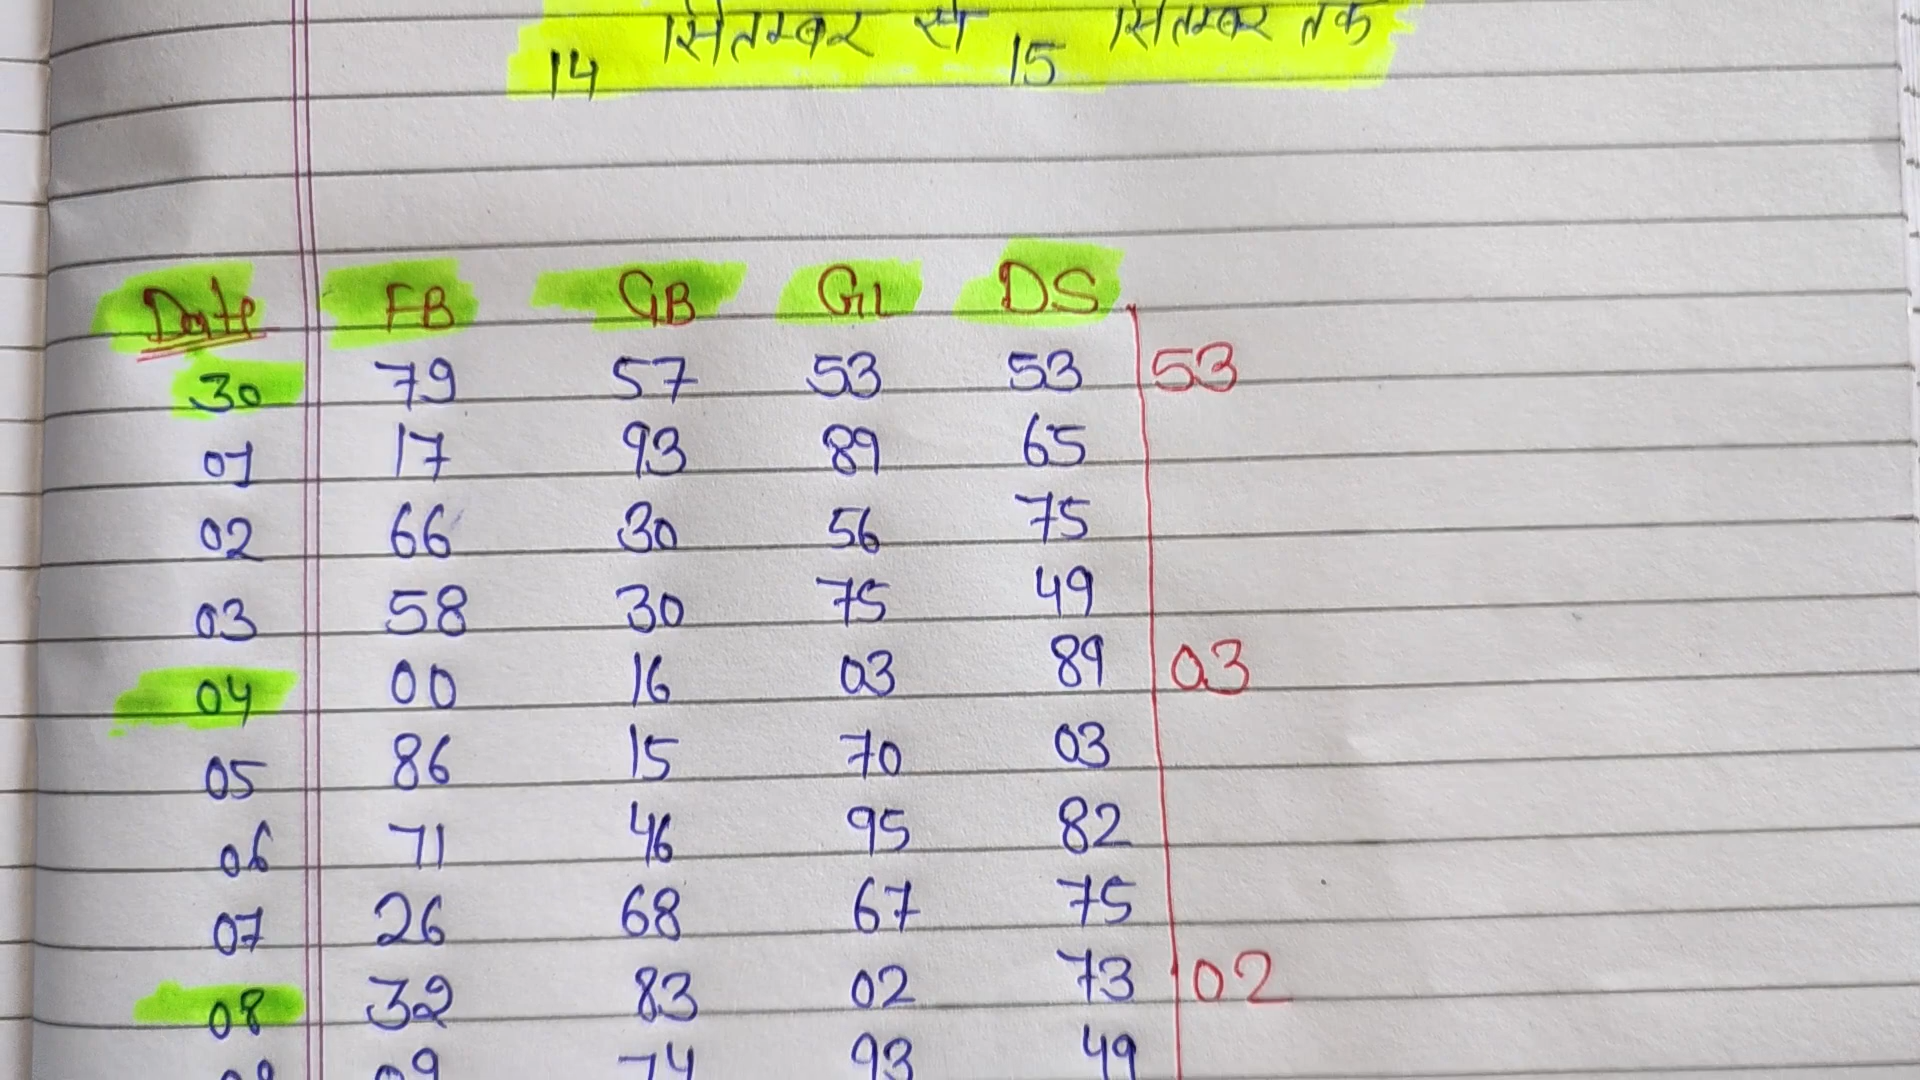 14 सितम्बर से 15 सितम्बर तक
Date FB GB GL DS
30 79 57 53 53 53
01 17 93 89 65
02 66 30 56 75
03 58 30 75 49
04 00 16 03 89 03
05 86 15 70 03
06 71 46 95 82
07 26 68 67 75
08 32 83 02 73 02
09 09 74 93 49